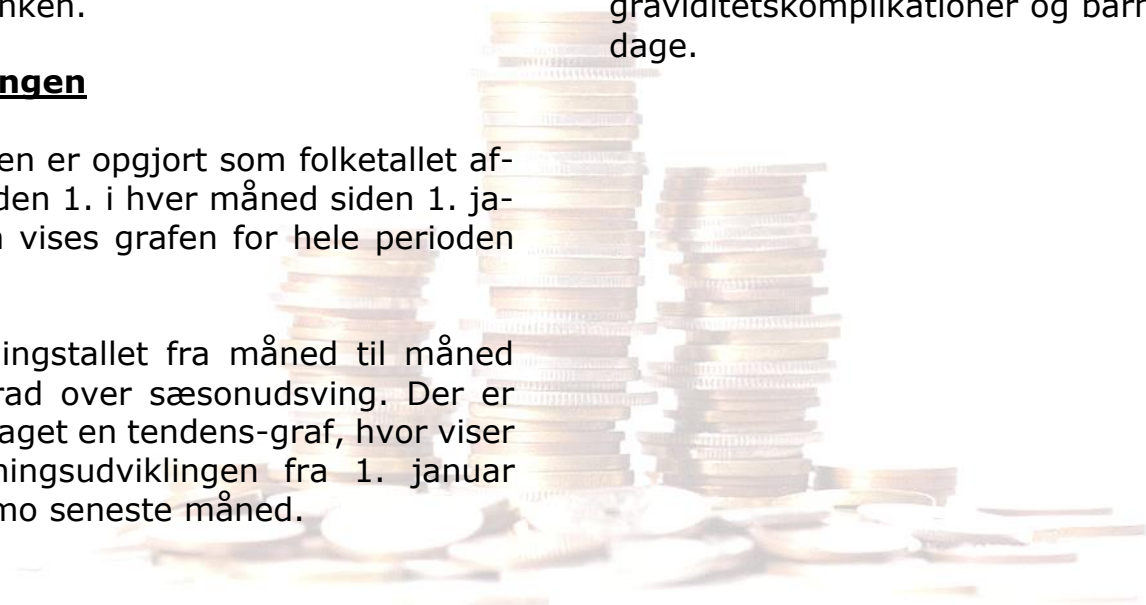 nken.
ngen
en er opgjort som folketallet af-
den 1. i hver måned siden 1. ja-
vises grafen for hele perioden
ingstallet fra måned til måned
rad over sæsonudsving. Der er
aget en tendens-graf, hvor viser
ningsudviklingen fra 1. januar
mo seneste måned.
graviditetskomplikationer og barn
dage.